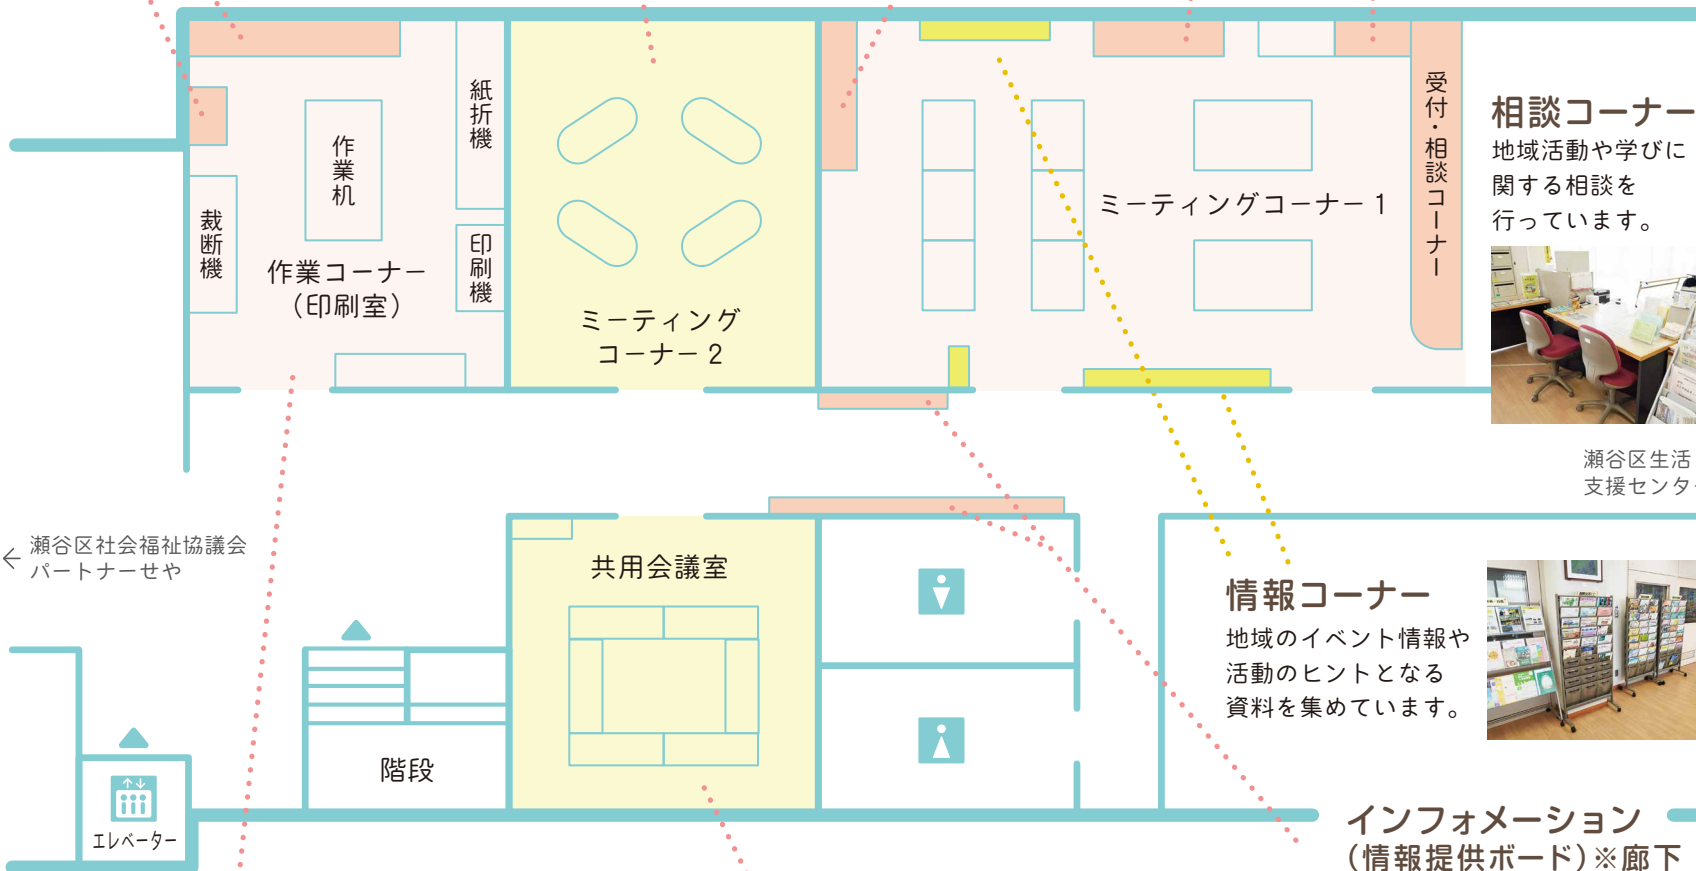 紙折機
作業机
裁断機
印刷機
作業コーナー
（印刷室）
ミーティング
コーナー 2
ミーティングコーナー 1
受付・相談コーナー
相談コーナー
地域活動や学びに
関する相談を
行っています。
瀬谷区生活
支援センター
← 瀬谷区社会福祉協議会
パートナーせや
共用会議室
情報コーナー
地域のイベント情報や
活動のヒントとなる
資料を集めています。
階段
エレベーター
インフォメーション
（情報提供ボード）※廊下